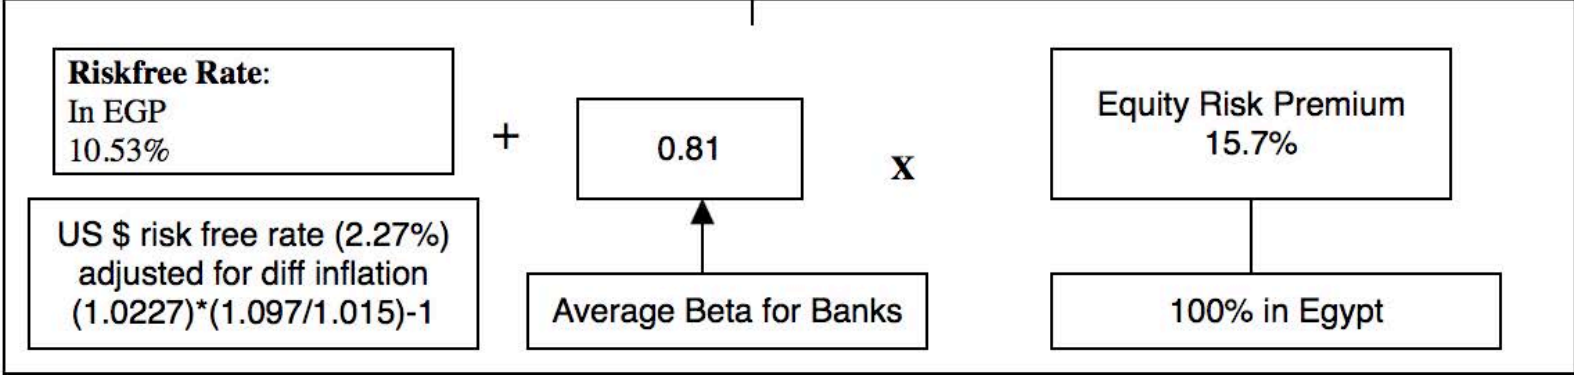 Riskfree Rate:
In EGP
10.53%
+
0.81
x
Equity Risk Premium
15.7%
US $ risk free rate (2.27%)
adjusted for diff inflation
(1.0227)*(1.097/1.015)-1
Average Beta for Banks
100% in Egypt